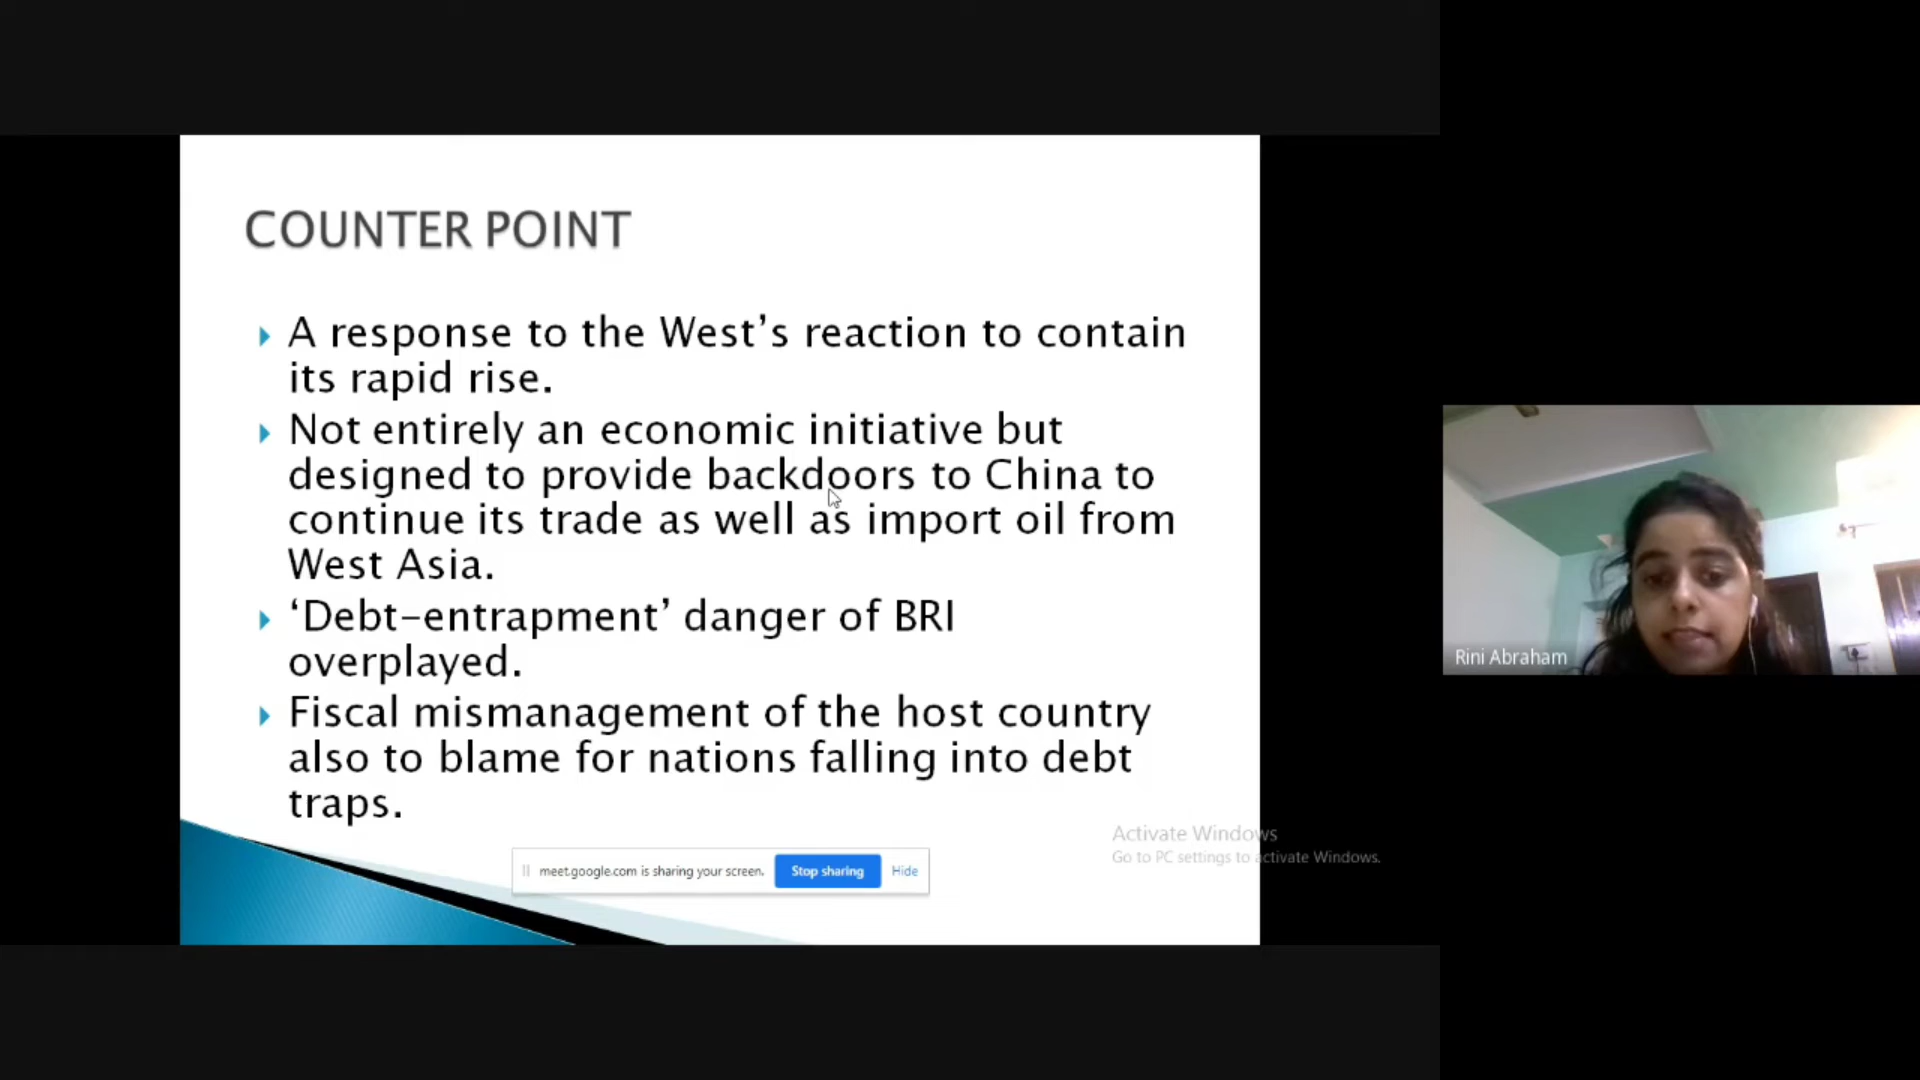 COUNTER POINT
A response to the West’s reaction to contain
its rapid rise.
Not entirely an economic initiative but
designed to provide backdoors to China to
continue its trade as well as import oil from
West Asia.
‘Debt-entrapment’ danger of BRI
overplayed.
Fiscal mismanagement of the host country
also to blame for nations falling into debt
traps.
meet.google.com is sharing your screen.
Stop sharing
Hide
Activate Windows
Go to PC settings to activate Windows.
Rini Abraham